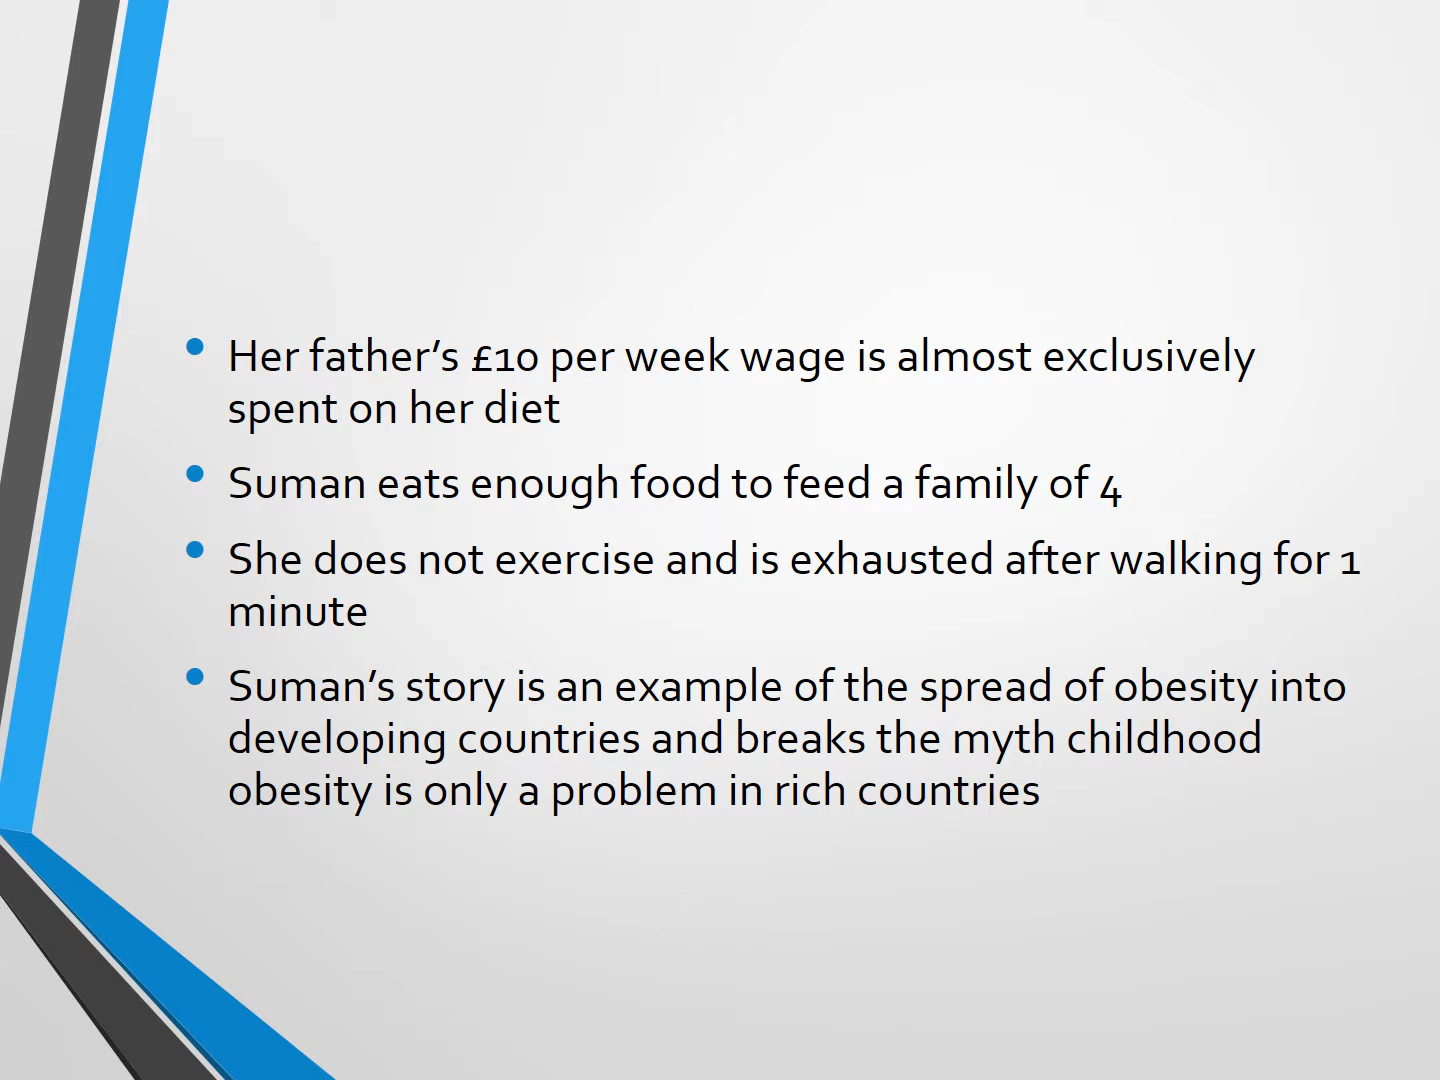 • Her father’s £10 per week wage is almost exclusively
spent on her diet
• Suman eats enough food to feed a family of 4
• She does not exercise and is exhausted after walking for 1
minute
• Suman’s story is an example of the spread of obesity into
developing countries and breaks the myth childhood
obesity is only a problem in rich countries